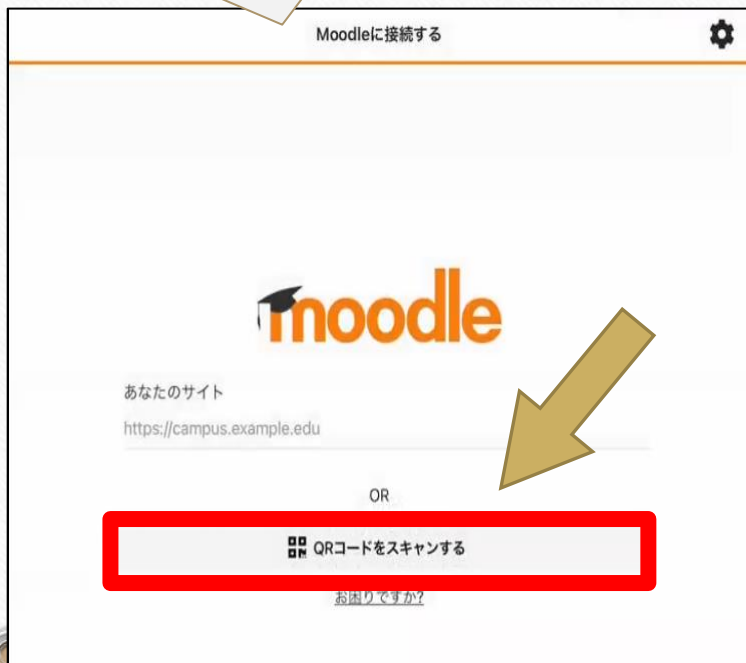 Moodleに接続する
moodle
あなたのサイト
https://campus.example.edu
OR
QRコードをスキャンする
お困りですか?